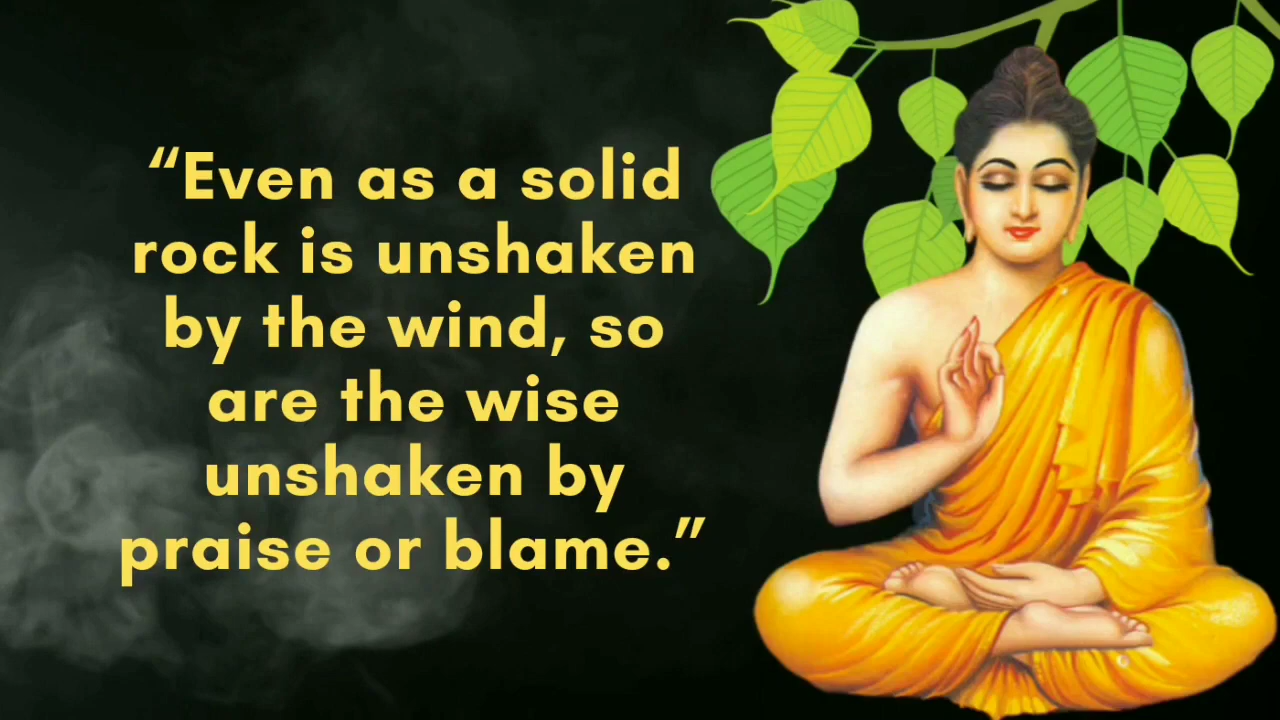 “Even as a solid
rock is unshaken
by the wind, so
are the wise
unshaken by
praise or blame.”